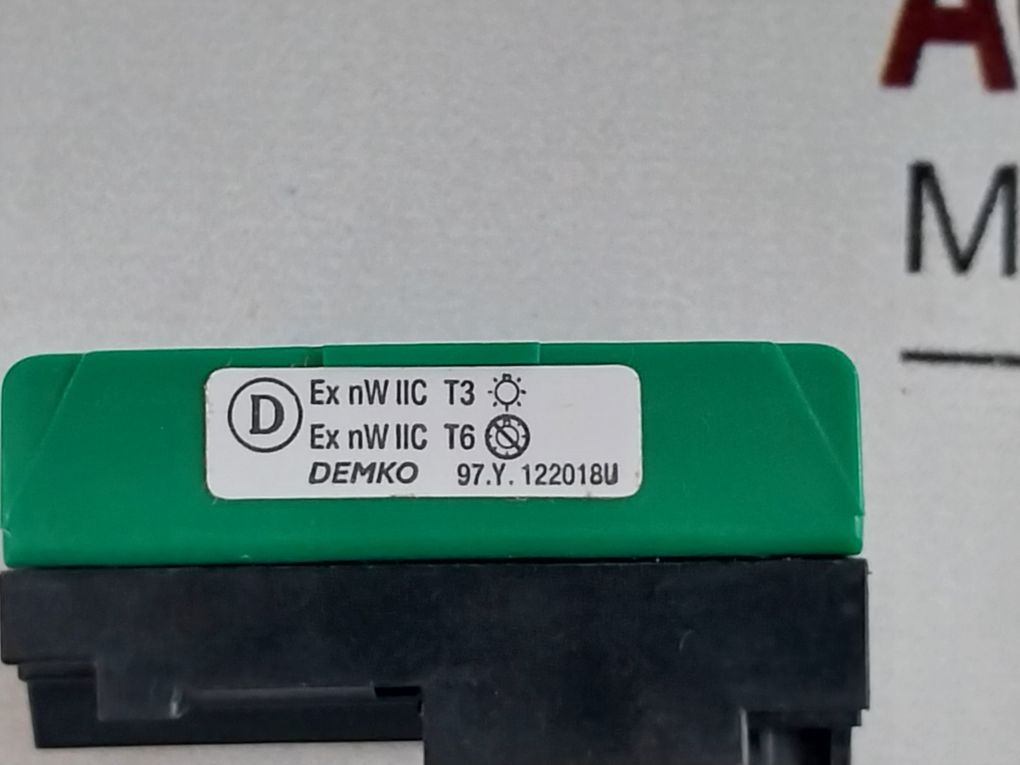 A
M
D
Ex nW IIC T3
Ex nW IIC T6
DEMKO 97.Y.122018U